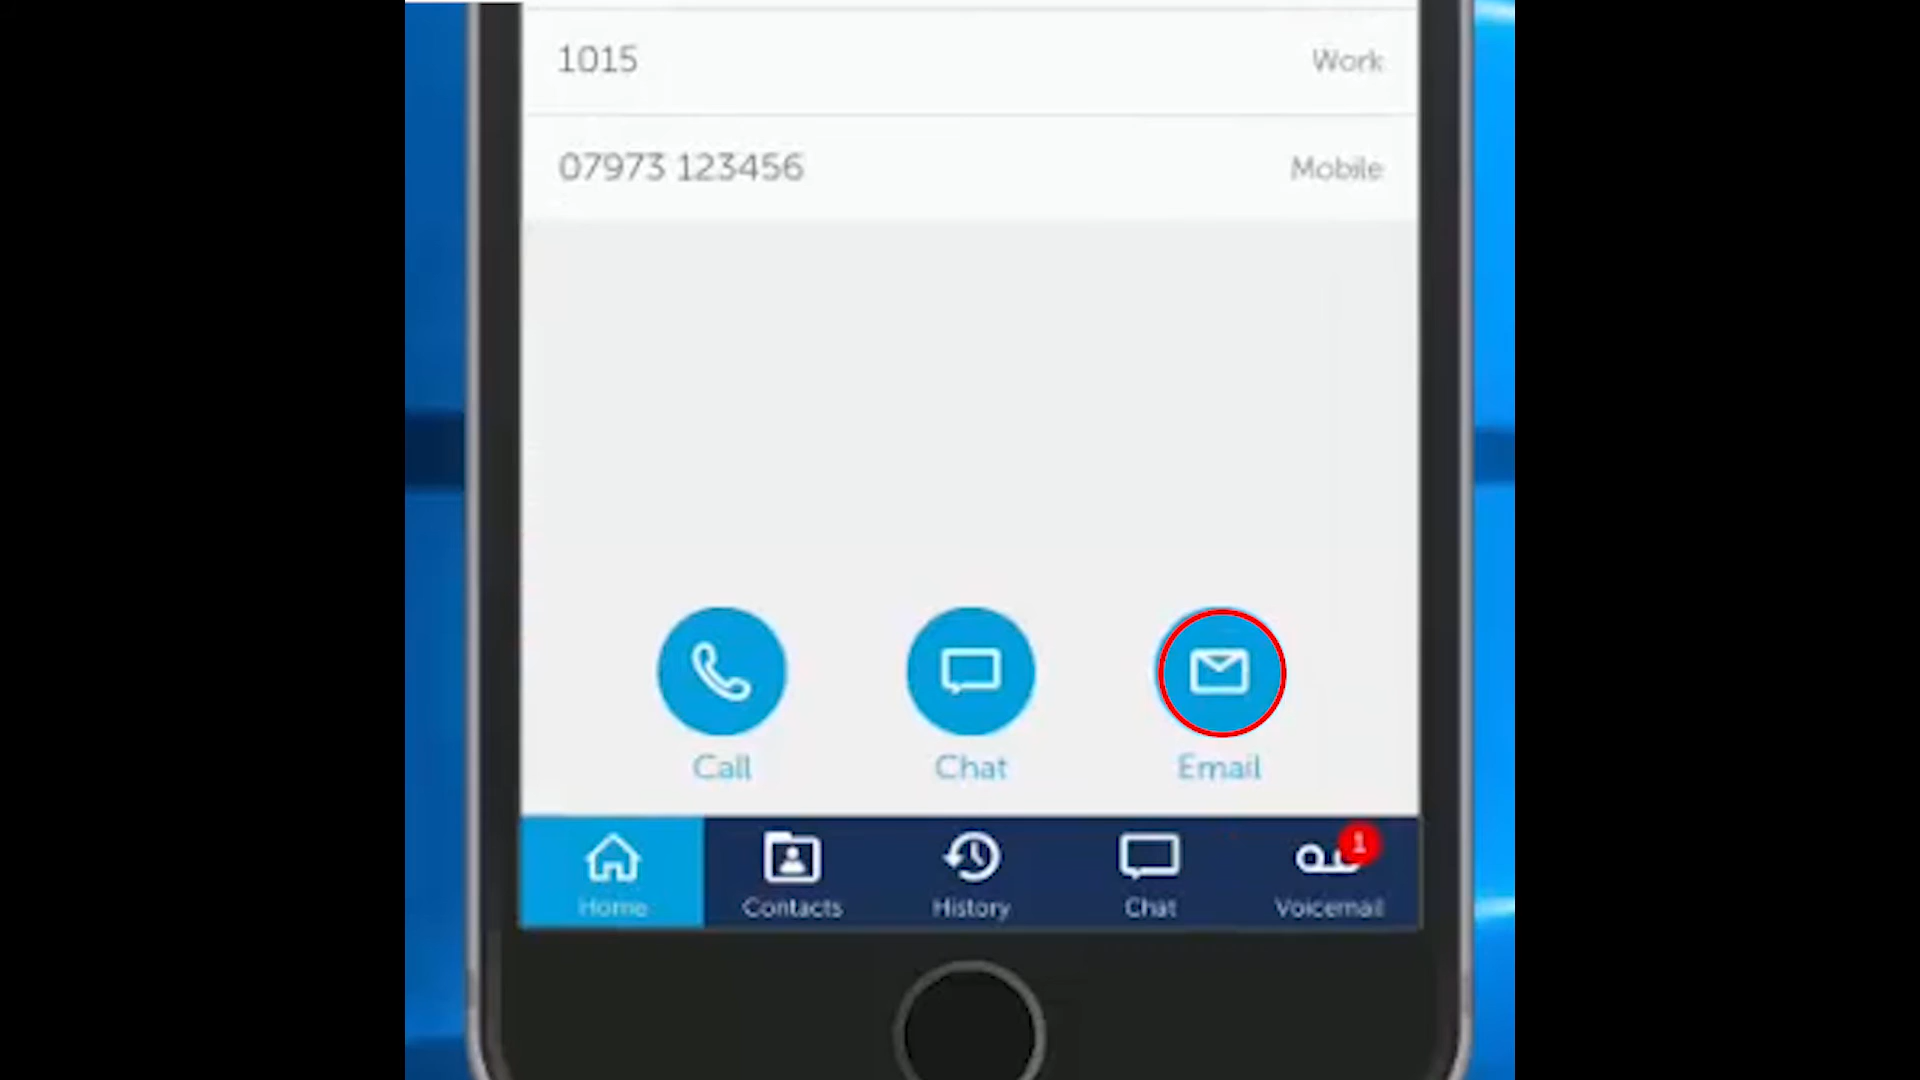 1015 Work
07973 123456 Mobile
Call Chat Email
1
Home Contacts History Chat Voicemail